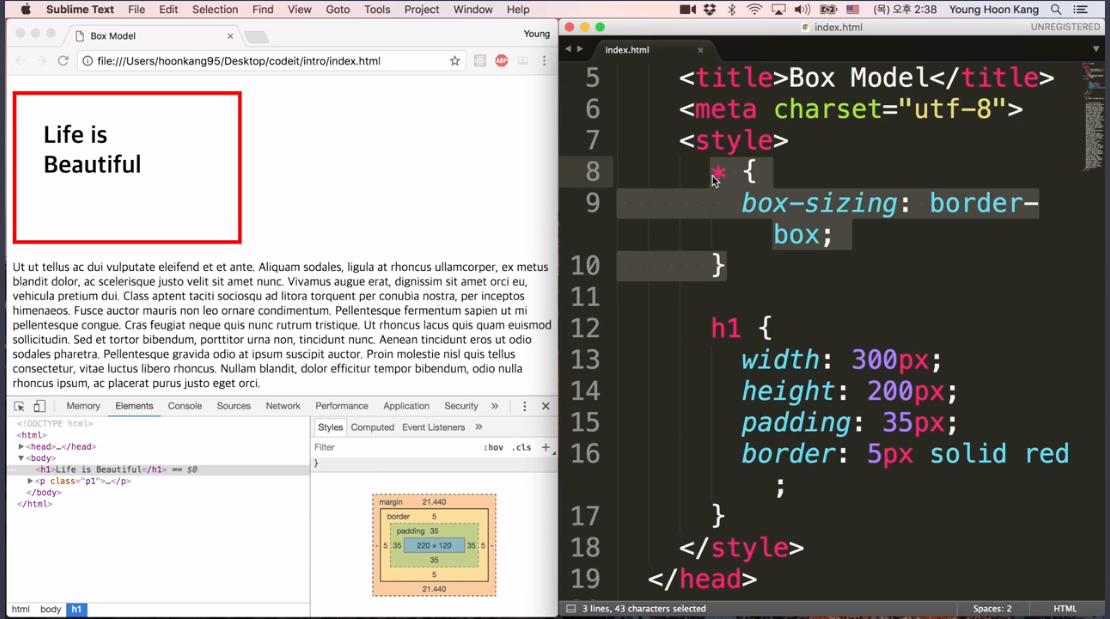 Sublime Text File Edit Selection Find View Goto Tools Project Window Help (목) 오후 2:38 Young Hoon Kang
Box Model
Young
file:///Users/hoonkang95/Desktop/codeit/intro/index.html
ABP
Life is
Beautiful
Ut ut tellus ac dui vulputate eleifend et et ante. Aliquam sodales, ligula at rhoncus ullamcorper, ex metus
blandit dolor, ac scelerisque justo velit sit amet nunc. Vivamus augue erat, dignissim sit amet orci eu,
vehicula pretium dui. Class aptent taciti sociosqu ad litora torquent per conubia nostra, per inceptos
himenaeos. Fusce auctor mauris non leo ornare condimentum. Pellentesque fermentum sapien ut mi
pellentesque congue. Cras feugiat neque quis nunc rutrum tristique. Ut rhoncus lacus quis quam euismod
sollicitudin. Sed et tortor bibendum, porttitor urna non, tincidunt nunc. Aenean tincidunt eros ut odio
sodales pharetra. Pellentesque gravida odio at ipsum suscipit auctor. Proin molestie nisl quis tellus
consectetur, vitae luctus libero rhoncus. Nullam blandit, dolor efficitur tempor bibendum, odio nulla
rhoncus ipsum, ac placerat purus justo eget orci.
Memory Elements Console Sources Network Performance Application Security »
<!DOCTYPE html>
<html>
<head>…</head>
<body>
<h1>Life is Beautiful</h1> == $0
<p class="p1">…</p>
</body>
</html>
html body h1
Styles Computed Event Listeners »
Filter :hov .cls +
}
margin 21.440
border 5
padding 35
- 5 35 220 × 120 35 5 -
35
5
21.440
index.html
UNREGISTERED
index.html
5 <title>Box Model</title>
6 <meta charset="utf-8">
7 <style>
8 * {
9 box-sizing: border-
box;
10 }
11
12 h1 {
13 width: 300px;
14 height: 200px;
15 padding: 35px;
16 border: 5px solid red
;
17 }
18 </style>
19 </head>
3 lines, 43 characters selected Spaces: 2 HTML